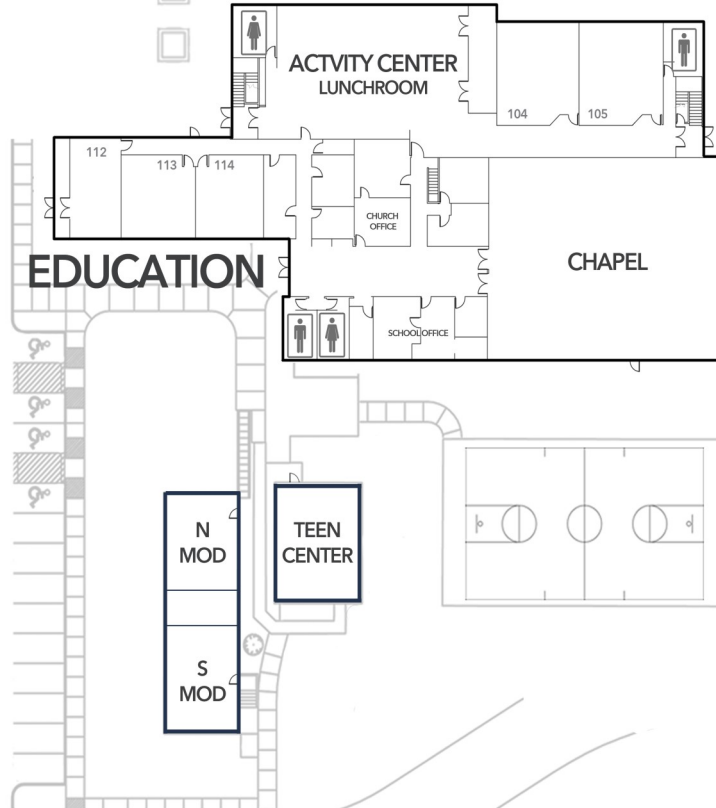 ACTVITY CENTER
LUNCHROOM
104
105
112
113
114
CHURCH
OFFICE
EDUCATION
CHAPEL
SCHOOL OFFICE
N
MOD
TEEN
CENTER
S
MOD